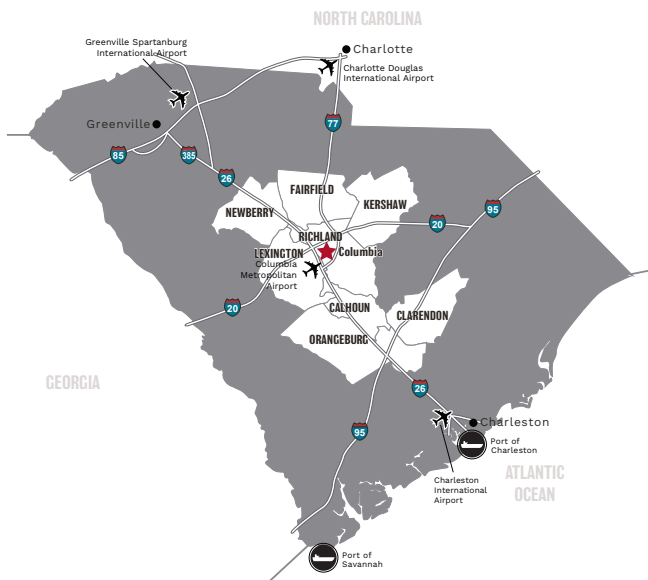 NORTH CAROLINA
Greenville Spartanburg
International Airport
Charlotte
Charlotte Douglas
International Airport
Greenville
77
85
385
26
FAIRFIELD
KERSHAW
NEWBERRY
95
20
RICHLAND
LEXINGTON
Columbia
Columbia
Metropolitan
Airport
20
CALHOUN
CLARENDON
ORANGEBURG
GEORGIA
26
Charleston
95
Port of
Charleston
ATLANTIC
OCEAN
Charleston
International
Airport
Port of
Savannah